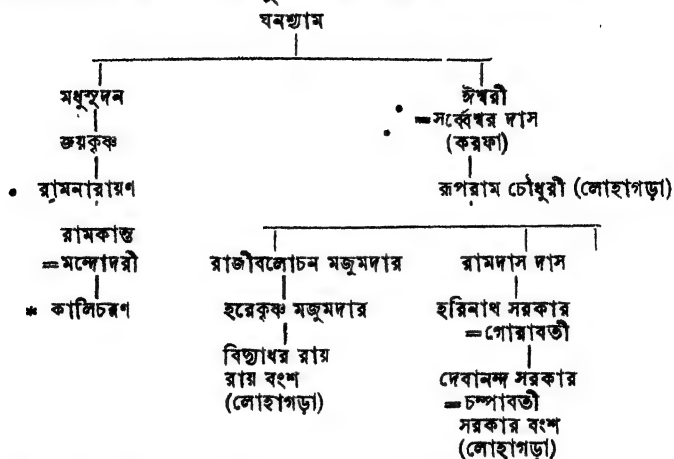 ঘনশ্যাম
মধুসূদন ঈশ্বরী
=সর্ব্বেশ্বর দাস
জয়কৃষ্ণ (করফা)
রামনারায়ণ রূপরাম চৌধুরী (লোহাগড়া)
রামকান্ত
=মন্দোদরী রাজীবলোচন মজুমদার রামদাস দাস
* কালিচরণ হরেকৃষ্ণ মজুমদার হরিনাথ সরকার
=গোরাবতী
বিদ্যাধর রায়
রায় বংশ দেবানন্দ সরকার
(লোহাগড়া) =চম্পাবতী
সরকার বংশ
(লোহাগড়া)